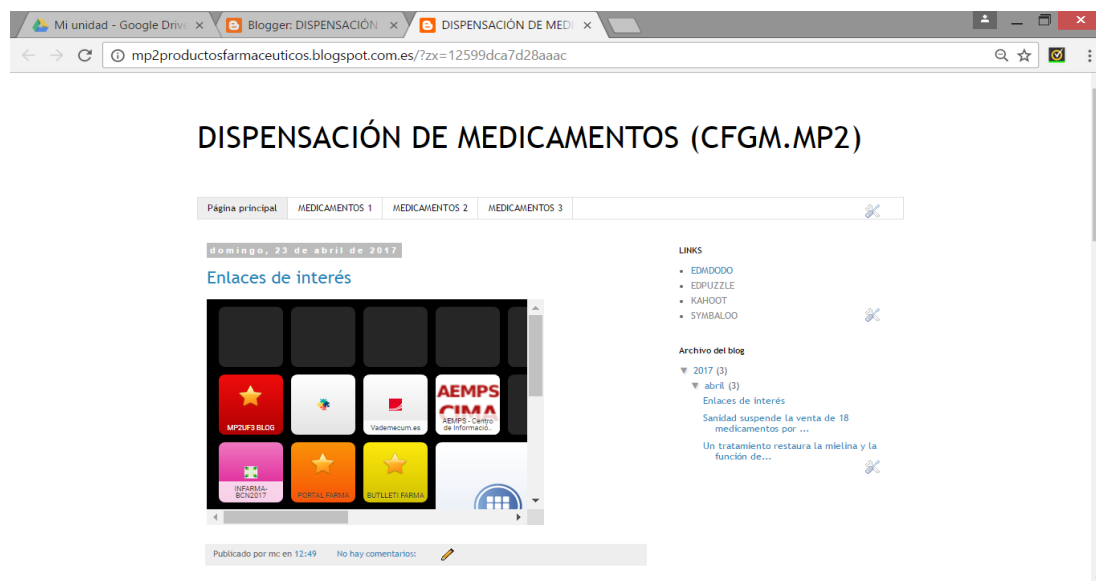 Mi unidad - Google Drive
Blogger: DISPENSACIÓN
DISPENSACIÓN DE MEDI
mp2productosfarmaceuticos.blogspot.com.es/?zx=12599dca7d28aaac
DISPENSACIÓN DE MEDICAMENTOS (CFGM.MP2)
Página principal MEDICAMENTOS 1 MEDICAMENTOS 2 MEDICAMENTOS 3
domingo, 23 de abril de 2017
Enlaces de interés
MP2UF3 BLOG
Vademecum.es
AEMPS
CIMA
AEMPS - Centro
de Informació..
INFARMA-
BCN2017
PORTAL FARMA
BUTLLETI FARMA
Publicado por mc en 12:49 No hay comentarios:
LINKS
EDMDODO
EDPUZZLE
KAHOOT
SYMBALOO
Archivo del blog
▼ 2017 (3)
▼ abril (3)
Enlaces de interés
Sanidad suspende la venta de 18
medicamentos por ...
Un tratamiento restaura la mielina y la
función de...